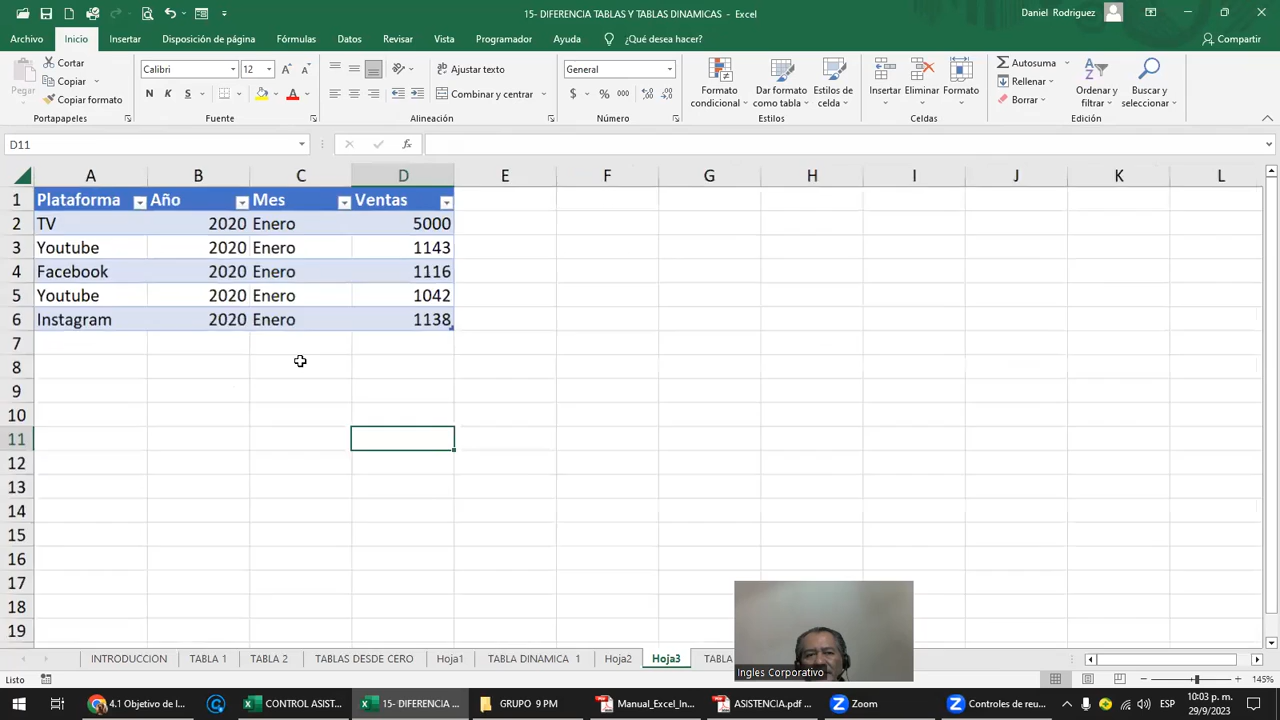 15- DIFERENCIA TABLAS Y TABLAS DINAMICAS - Excel
Daniel Rodriguez
Archivo Inicio Insertar Disposición de página Fórmulas Datos Revisar Vista Programador Ayuda ¿Qué desea hacer? Compartir
Pegar
Cortar
Copiar
Copiar formato
Portapapeles
Calibri 12
N K S A
Fuente
Ajustar texto
Combinar y centrar
Alineación
General
$ % 000
Número
Formato condicional
Dar formato como tabla
Estilos de celda
Estilos
Insertar Eliminar Formato
Celdas
Autosuma
Rellenar
Borrar
Ordenar y filtrar
Buscar y seleccionar
Edición
D11 fx
A B C D E F G H I J K L
1 Plataforma Año Mes Ventas
2 TV 2020 Enero 5000
3 Youtube 2020 Enero 1143
4 Facebook 2020 Enero 1116
5 Youtube 2020 Enero 1042
6 Instagram 2020 Enero 1138
7
8
9
10
11
12
13
14
15
16
17
18
19
Ingles Corporativo
INTRODUCCION TABLA 1 TABLA 2 TABLAS DESDE CERO Hoja1 TABLA DINAMICA 1 Hoja2 Hoja3 TABLA
Listo 145%
4.1 Objetivo de l... CONTROL ASIST... 15- DIFERENCIA ... GRUPO 9 PM Manual_Excel_In... ASISTENCIA.pdf ... Zoom Controles de reu...
ESP
10:03 p. m.
29/9/2023